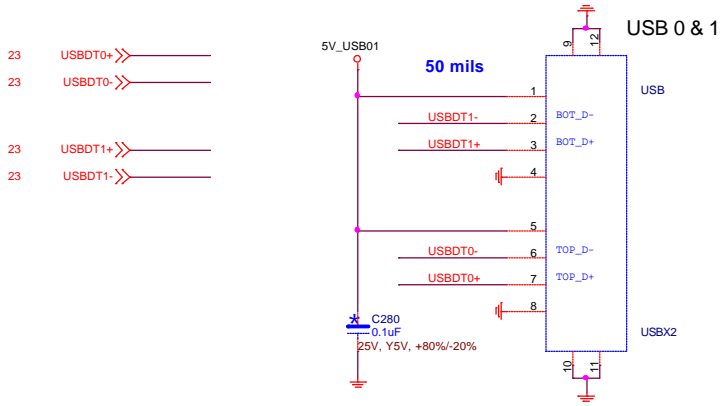 USB 0 & 1
9
12
23 USBDT0+
5V_USB01
23 USBDT0-
50 mils
1
USB
USBDT1-
2
BOT_D-
23 USBDT1+
USBDT1+
3
BOT_D+
23 USBDT1-
4
5
USBDT0-
6
TOP_D-
USBDT0+
7
TOP_D+
8
C280
0.1uF
USBX2
25V, Y5V, +80%/-20%
10
11